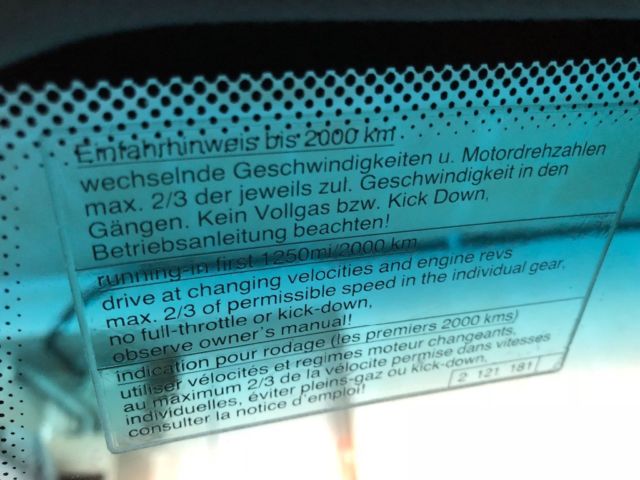 Einfahrhinweis bis 2000 km
wechselnde Geschwindigkeiten u. Motordrehzahlen
max. 2/3 der jeweils zul. Geschwindigkeit in den
Gängen. Kein Vollgas bzw. Kick Down,
Betriebsanleitung beachten!
running-in first 1250mi/2000 km
drive at changing velocities and engine revs
max. 2/3 of permissible speed in the individual gear,
no full-throttle or kick-down,
observe owner's manual!
indication pour rodage (les premiers 2000 kms)
utiliser vélocités et regimes moteur changeants,
au maximum 2/3 de la vélocite permise dans vitesses
individuelles, éviter pleins-gaz ou kick-down,
consulter la notice d'emploi!
2 121 181